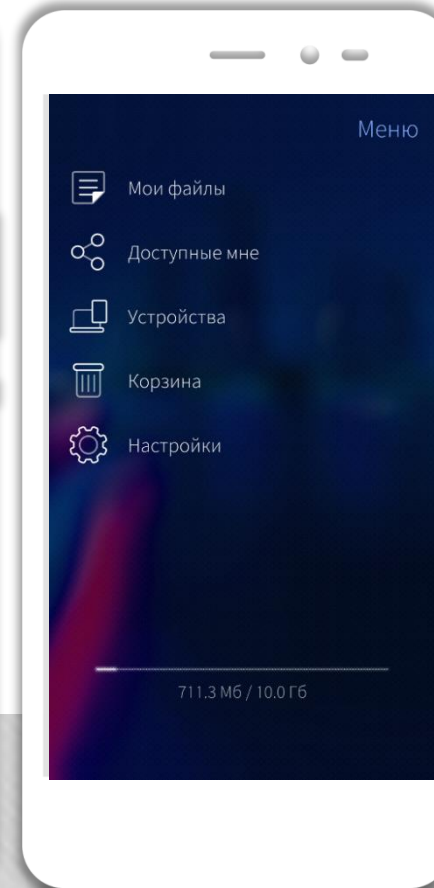 Меню
Мои файлы
Доступные мне
Устройства
Корзина
Настройки
711.3 Мб / 10.0 Гб